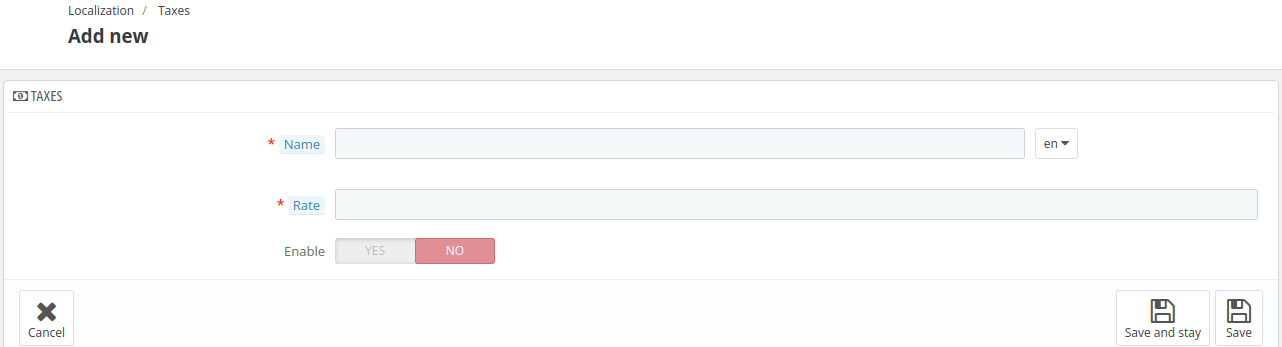 Localization / Taxes
Add new
TAXES
* Name en
* Rate
Enable YES NO
Cancel Save and stay Save